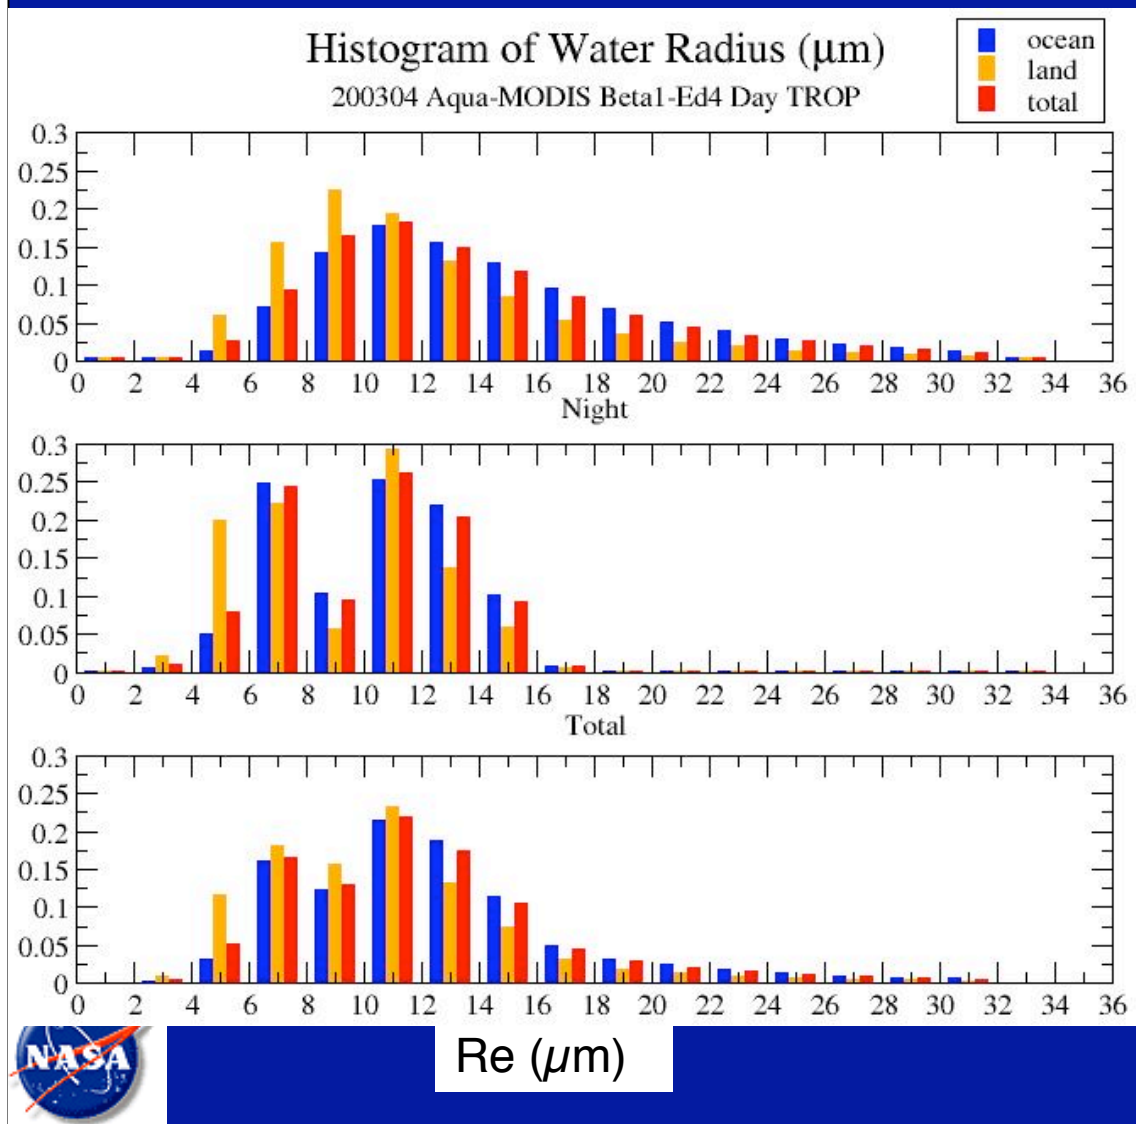 Histogram of Water Radius (μm)
200304 Aqua-MODIS Beta1-Ed4 Day TROP
ocean
land
total
0.3
0.25
0.2
0.15
0.1
0.05
0
0 2 4 6 8 10 12 14 16 18 20 22 24 26 28 30 32 34 36
Night
0.3
0.25
0.2
0.15
0.1
0.05
0
0 2 4 6 8 10 12 14 16 18 20 22 24 26 28 30 32 34 36
Total
0.3
0.25
0.2
0.15
0.1
0.05
0
0 2 4 6 8 10 12 14 16 18 20 22 24 26 28 30 32 34 36
NASA
Re (μm)